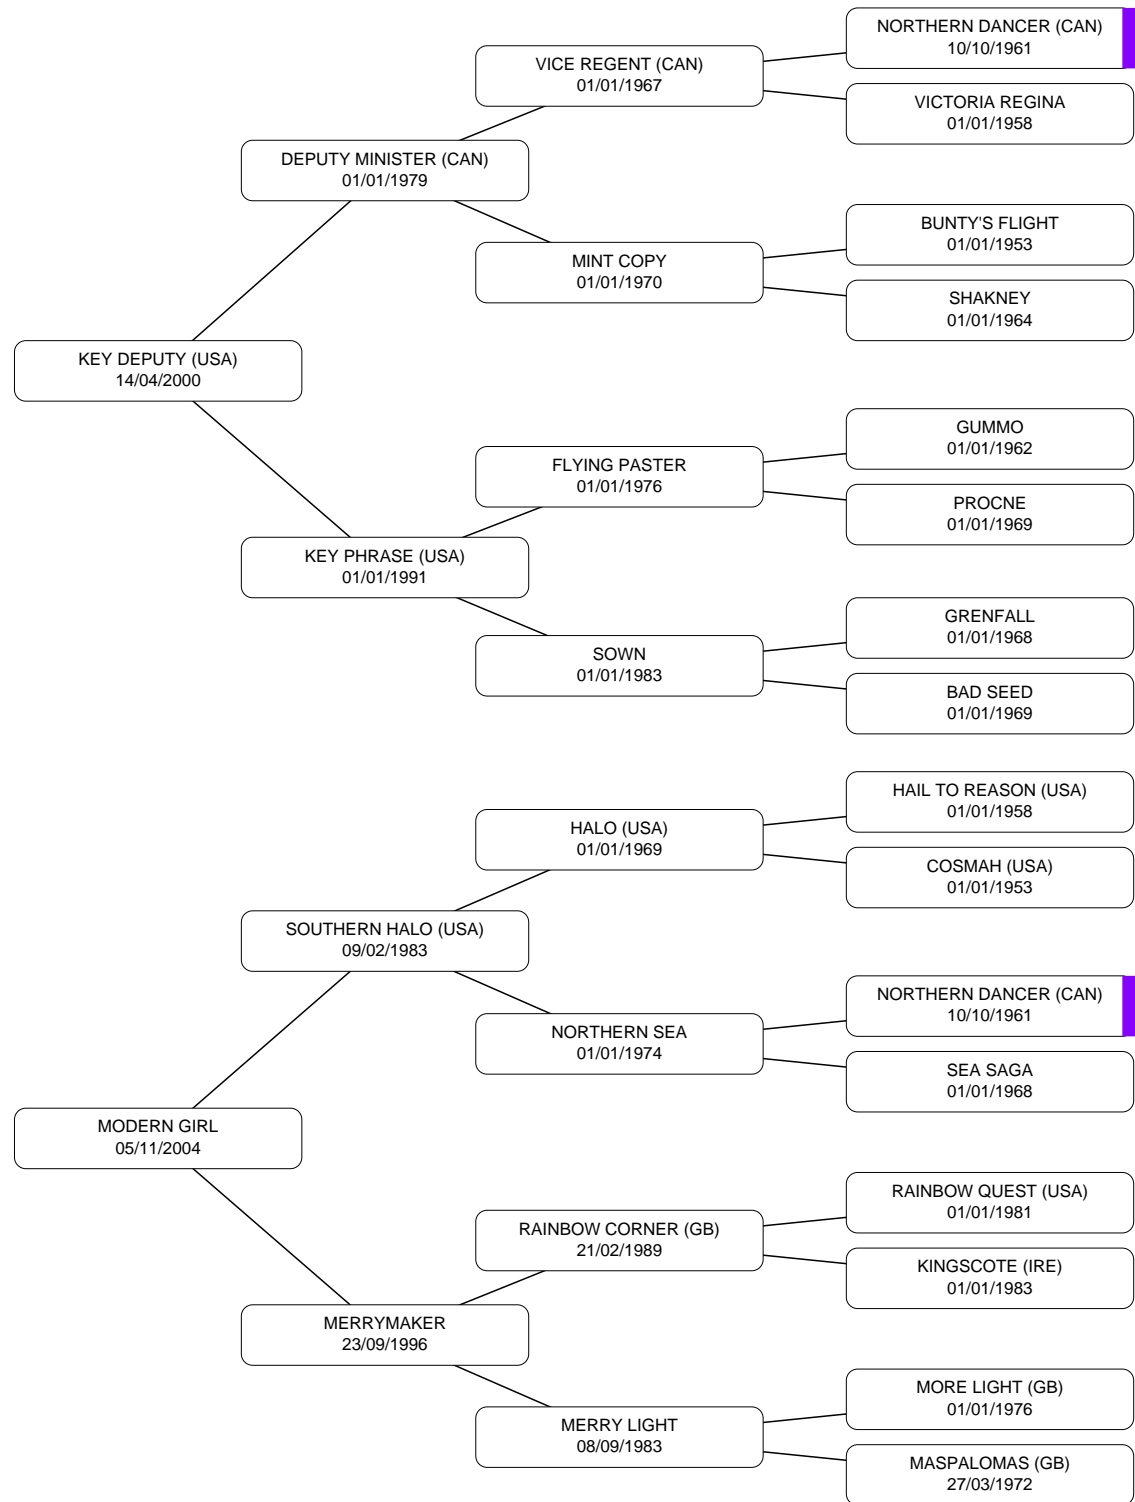 NORTHERN DANCER (CAN)
10/10/1961
VICE REGENT (CAN)
01/01/1967
VICTORIA REGINA
01/01/1958
DEPUTY MINISTER (CAN)
01/01/1979
BUNTY'S FLIGHT
01/01/1953
MINT COPY
01/01/1970
SHAKNEY
01/01/1964
KEY DEPUTY (USA)
14/04/2000
GUMMO
01/01/1962
FLYING PASTER
01/01/1976
PROCNE
01/01/1969
KEY PHRASE (USA)
01/01/1991
GRENFALL
01/01/1968
SOWN
01/01/1983
BAD SEED
01/01/1969
HAIL TO REASON (USA)
01/01/1958
HALO (USA)
01/01/1969
COSMAH (USA)
01/01/1953
SOUTHERN HALO (USA)
09/02/1983
NORTHERN DANCER (CAN)
10/10/1961
NORTHERN SEA
01/01/1974
SEA SAGA
01/01/1968
MODERN GIRL
05/11/2004
RAINBOW QUEST (USA)
01/01/1981
RAINBOW CORNER (GB)
21/02/1989
KINGSCOTE (IRE)
01/01/1983
MERRYMAKER
23/09/1996
MORE LIGHT (GB)
01/01/1976
MERRY LIGHT
08/09/1983
MASPALOMAS (GB)
27/03/1972